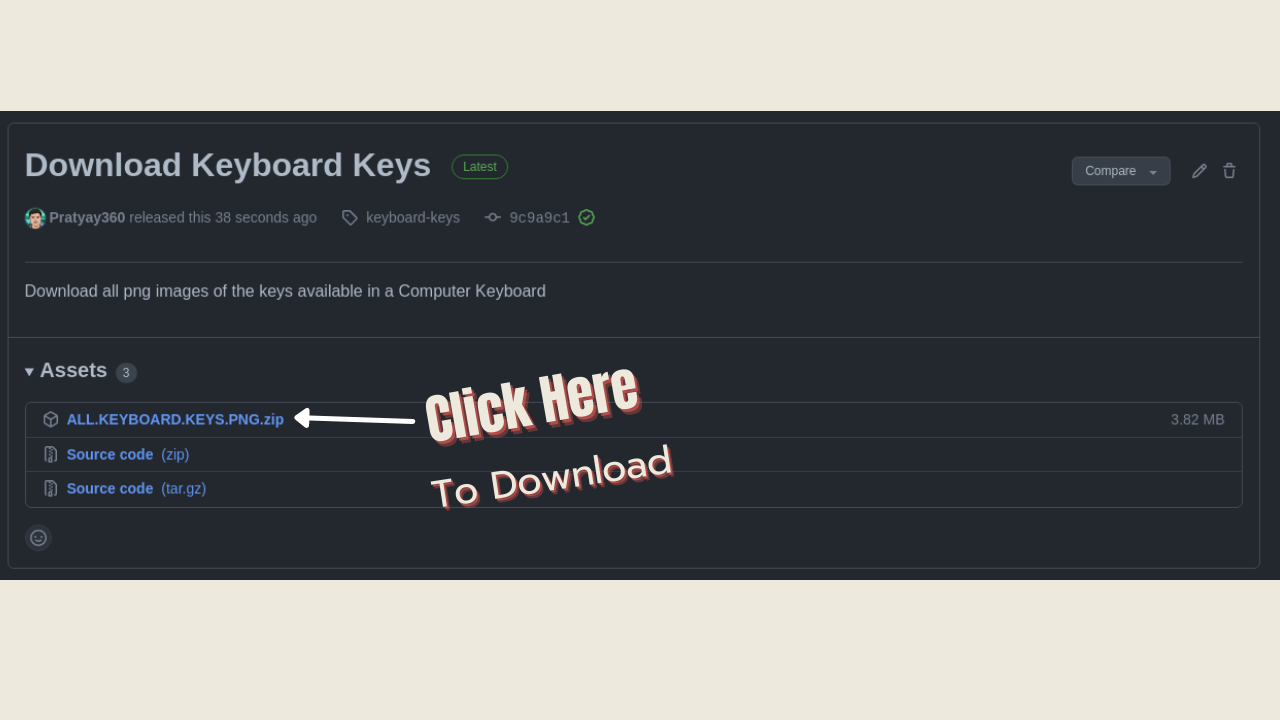 Download Keyboard Keys Latest
Compare
Pratyay360 released this 38 seconds ago keyboard-keys 9c9a9c1
Download all png images of the keys available in a Computer Keyboard
Assets 3
ALL.KEYBOARD.KEYS.PNG.zip
3.82 MB
Click Here
Source code (zip)
To Download
Source code (tar.gz)